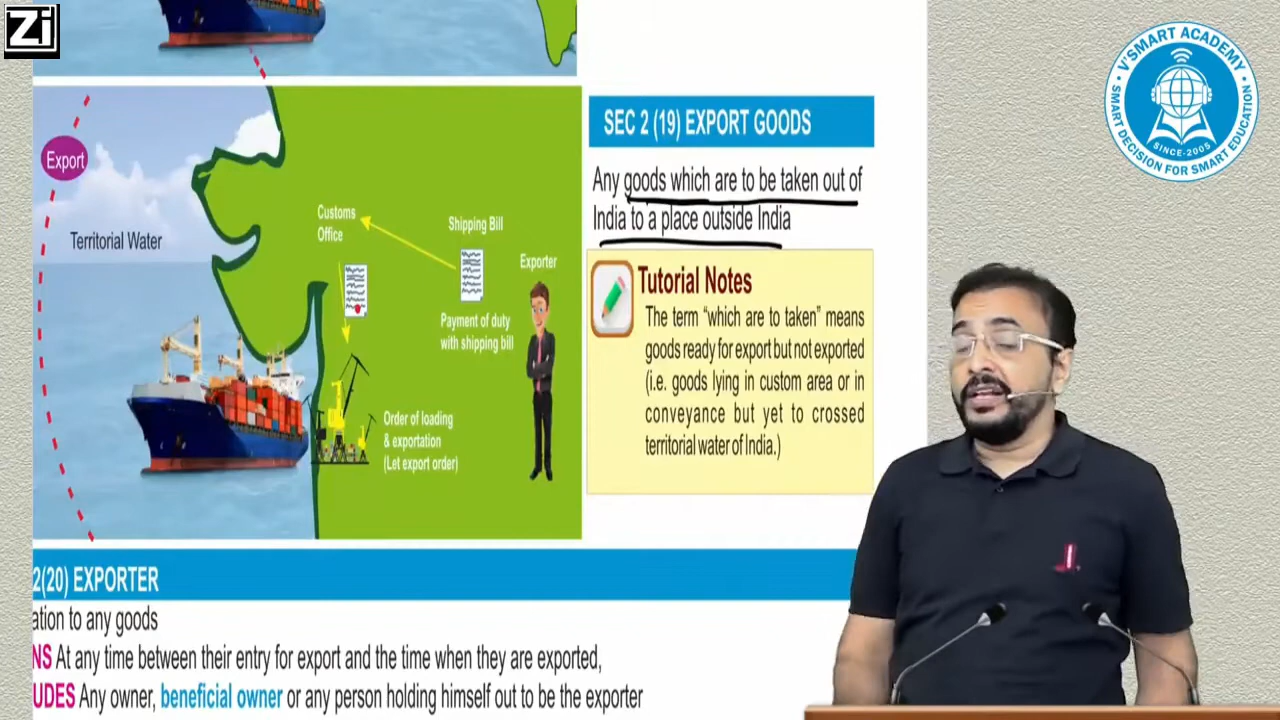 Zi
Export
Territorial Water
Customs
Office
Shipping Bill
Exporter
Payment of duty
with shipping bill
Order of loading
& exportation
(Let export order)
SEC 2 (19) EXPORT GOODS
Any goods which are to be taken out of
India to a place outside India
Tutorial Notes
The term “which are to taken” means
goods ready for export but not exported
(i.e. goods lying in custom area or in
conveyance but yet to crossed
territorial water of India.)
2(20) EXPORTER
ation to any goods
NS At any time between their entry for export and the time when they are exported,
UDES Any owner, beneficial owner or any person holding himself out to be the exporter
V'SMART ACADEMY
SINCE-2005
SMART DECISION FOR SMART EDUCATION